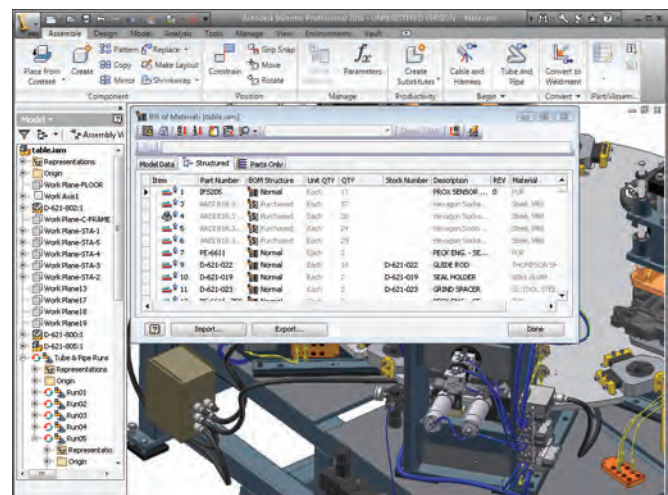 Autodesk Inventor Professional 2010 - UNREGISTERED VERSION - table.iam
Assemble Design Model Analysis Tools Manage View Environments Vault
Place from Content
Create
Pattern
Copy
Mirror
Replace
Make Layout
Shrinkwrap
Constrain
Grip Snap
Move
Rotate
Parameters
Create Substitutes
Cable and Harness
Tube and Pipe
Convert to Weldment
Component Position Manage Productivity Begin Convert
Model
Assembly Vi
table.iam
Representations
Origin
Work Plane-FLOOR
Work Axis1
D-621-802:1
Work Plane-C-FRAME
Work Plane-STA-1
Work Plane-STA-5
Work Plane-STA-4
Work Plane-STA-3
Work Plane-STA-2
Work Plane13
Work Plane17
Work Plane18
Work Plane19
D-621-800:1
D-621-805:1
Tube & Pipe Runs
Representations
Origin
Run01
Run02
Run03
Run04
Run05
Representatio
Origin
Bill of Materials [table.iam]
Model Data Structured Parts Only
Item Part Number BOM Structure Unit QTY QTY Stock Number Description REV Material
1 IFS205 Normal Each 17 PROX SENSOR ... 0 PUR
3 Purchased Each Hexagon Socke... Steel, Mild
4 Purchased Each Hexagon Socke... Steel, Mild
5 Purchased Each Hexagon Socke... Steel, Mild
6 Purchased Each Hexagon Socke... Steel, Mild
7 PE-6611 Normal Each 2 PECK ENG. - SE... PUR
9 D-621-022 Normal Each 16 D-621-022 GUIDE ROD THOMPSON SH
10 D-621-019 Normal Each 2 D-621-019 SEAL HOLDER 6061 ALUM
11 D-621-023 Normal Each 2 D-621-023 GRIND SPACER
Import... Export... Done